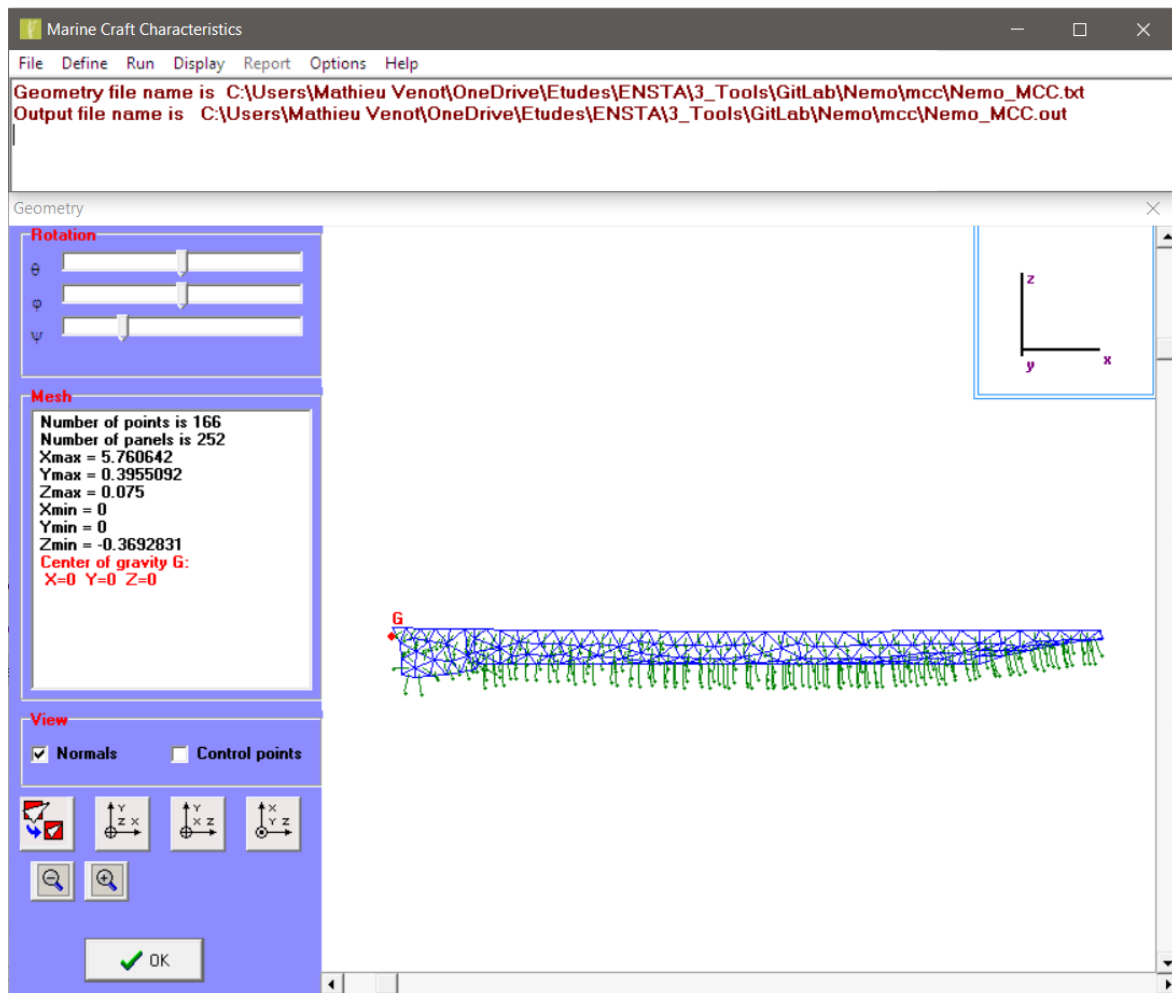 Marine Craft Characteristics
File Define Run Display Report Options Help
Geometry file name is C:\Users\Mathieu Venot\OneDrive\Etudes\ENSTA\3_Tools\GitLab\Nemo\mcc\Nemo_MCC.txt
Output file name is C:\Users\Mathieu Venot\OneDrive\Etudes\ENSTA\3_Tools\GitLab\Nemo\mcc\Nemo_MCC.out
Geometry
Rotation
θ
φ
Ψ
Mesh
Number of points is 166
Number of panels is 252
Xmax = 5.760642
Ymax = 0.3955092
Zmax = 0.075
Xmin = 0
Ymin = 0
Zmin = -0.3692831
Center of gravity G:
X=0 Y=0 Z=0
View
Normals Control points
Y
Z X
Y
X Z
X
Y Z
OK
z
x
y
G